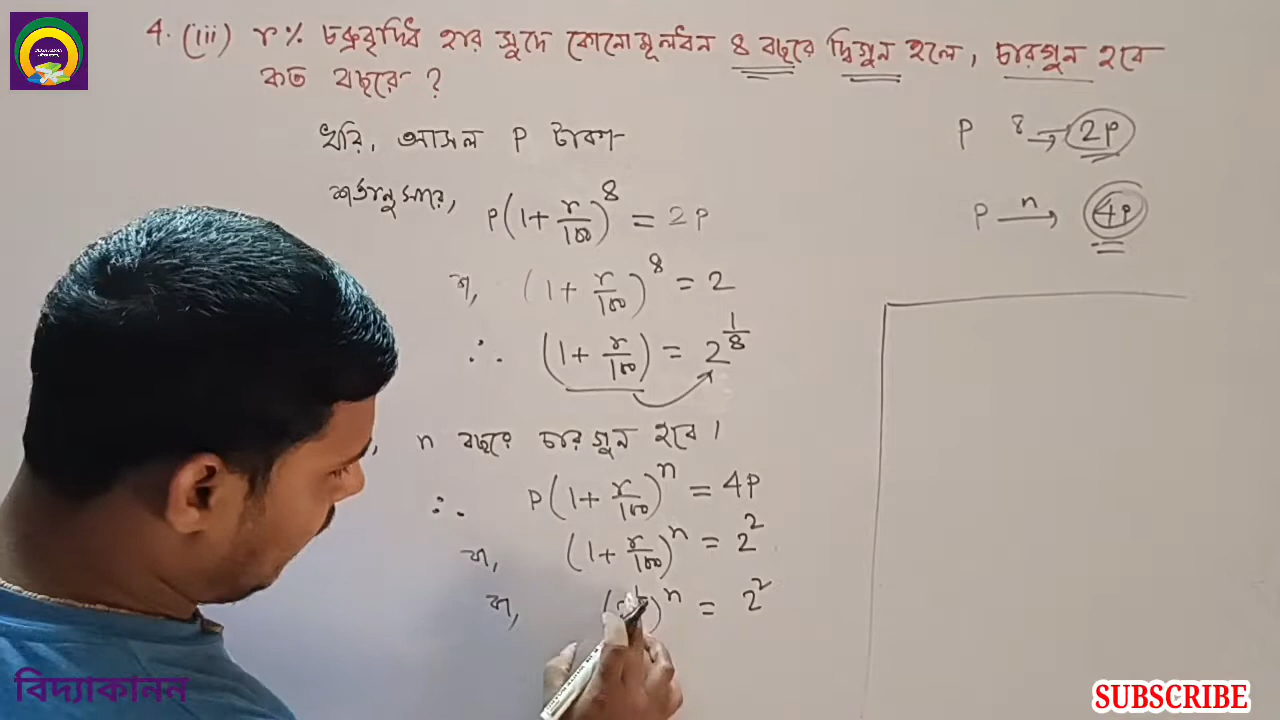 4. (iii) r% চক্রবৃদ্ধি হার সুদে কোনো মূলধন 8 বছরে দ্বিগুন হলে, চারগুন হবে
কত বছরে ?
ধরি, আসল P টাকা
শর্তানুসারে, P(1+r/100)^8 = 2P
বা, (1+r/100)^8 = 2
∴ (1+r/100) = 2^(1/8)
, n বছরে চারগুন হবে।
∴ P(1+r/100)^n = 4P
বা, (1+r/100)^n = 2^2
বা, ( )^n = 2^2
P 8→ 2P
P n→ 4P
বিদ্যাকানন
SUBSCRIBE